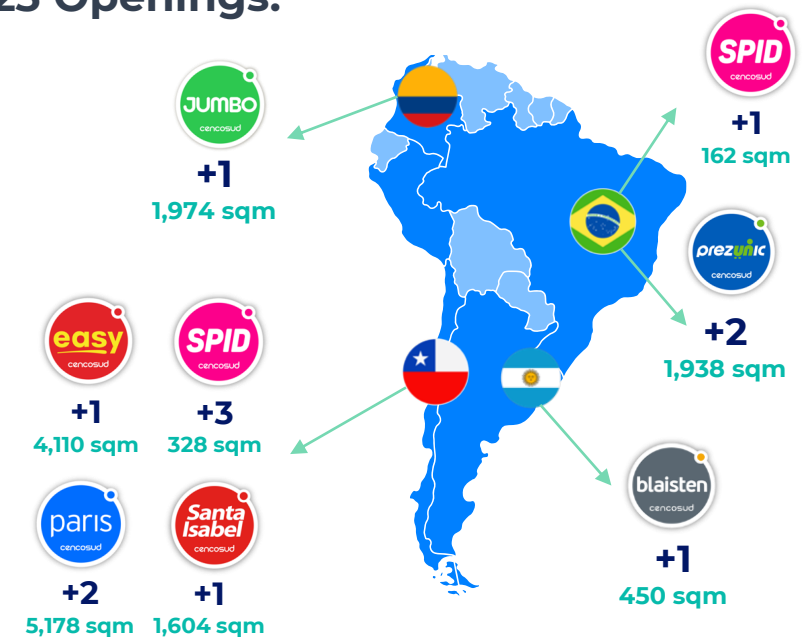 23 Openings:
JUMBO
cencosud
+1
1,974 sqm
SPID
cencosud
+1
162 sqm
prezunic
cencosud
+2
1,938 sqm
easy
cencosud
+1
4,110 sqm
SPID
cencosud
+3
328 sqm
paris
cencosud
+2
5,178 sqm
Santa
Isabel
cencosud
+1
1,604 sqm
blaisten
cencosud
+1
450 sqm